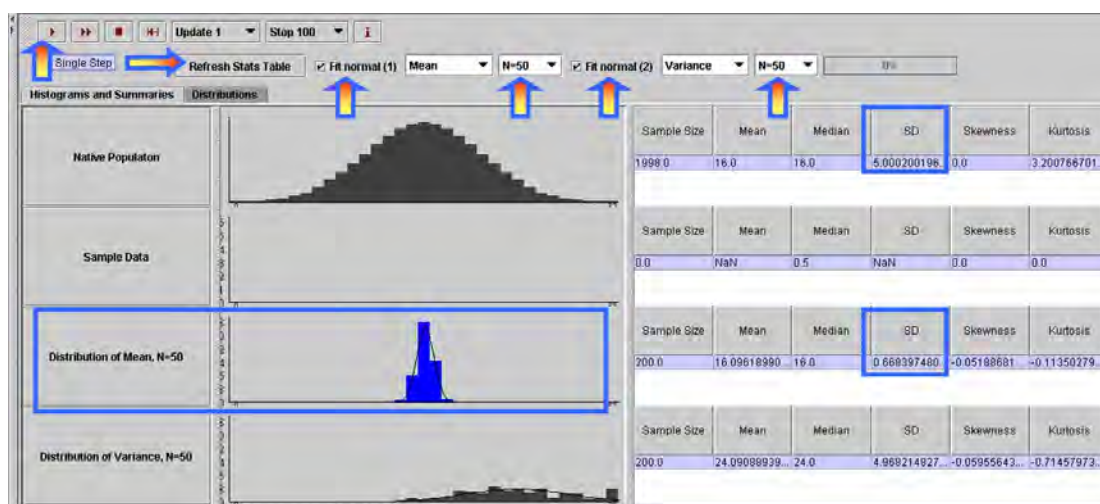 Update 1 Stop 100 i
Single Step Refresh Stats Table Fit normal (1) Mean N=50 Fit normal (2) Variance N=50
Histograms and Summaries Distributions
Native Populaton
Sample Size Mean Median SD Skewness Kurtosis
1998.0 16.0 16.0 5.000200196... 0.0 3.200766701...
Sample Data
Sample Size Mean Median SD Skewness Kurtosis
0.0 NaN 0.5 NaN 0.0 0.0
Distribution of Mean, N=50
Sample Size Mean Median SD Skewness Kurtosis
200.0 16.09618990... 16.0 0.668397480... -0.05188681... -0.11350279...
Distribution of Variance, N=50
Sample Size Mean Median SD Skewness Kurtosis
200.0 24.09088939... 24.0 4.968214827... -0.05955643... -0.71457973...